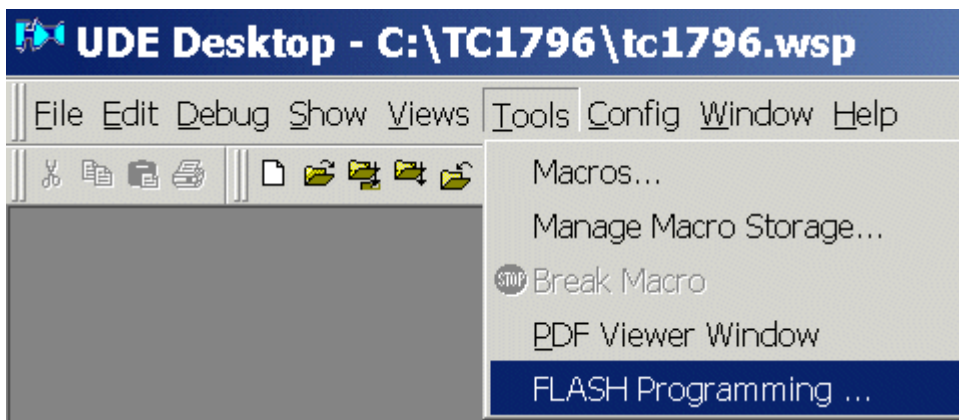 UDE Desktop - C:\TC1796\tc1796.wsp
File Edit Debug Show Views Tools Config Window Help
Macros...
Manage Macro Storage...
STOP Break Macro
PDF Viewer Window
FLASH Programming ...